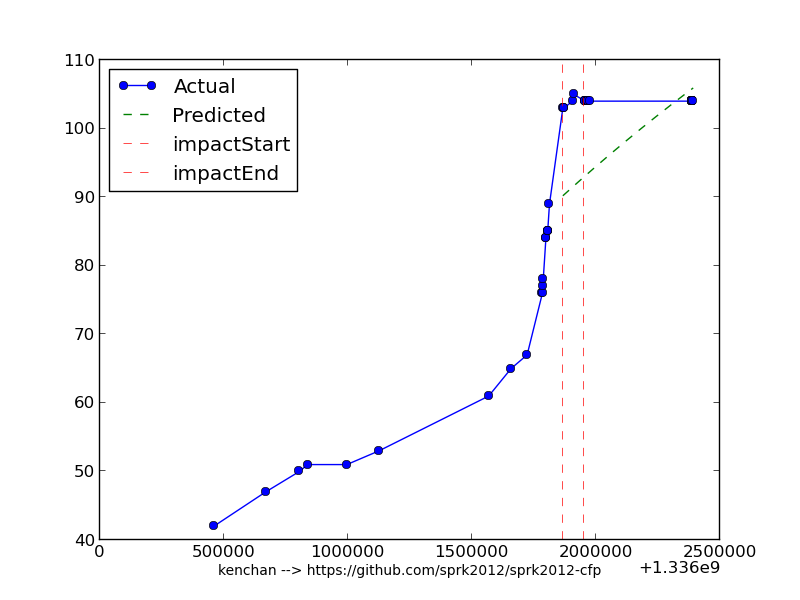 110
100
90
80
70
60
50
40
Actual
Predicted
impactStart
impactEnd
0 500000 1000000 1500000 2000000 2500000
kenchan --> https://github.com/sprk2012/sprk2012-cfp +1.336e9